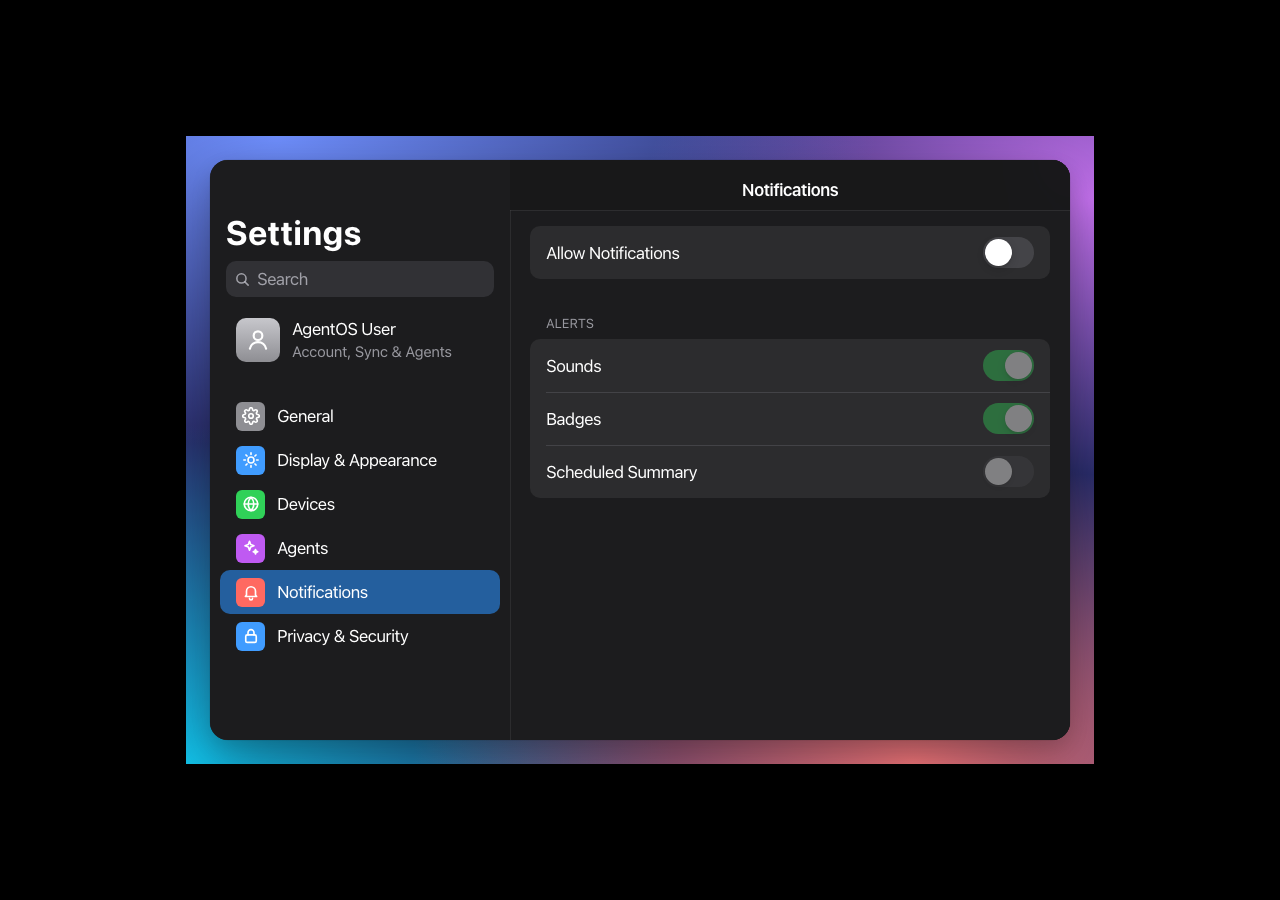 Settings
Search
AgentOS User
Account, Sync & Agents
General
Display & Appearance
Devices
Agents
Notifications
Privacy & Security
Notifications
Allow Notifications
ALERTS
Sounds
Badges
Scheduled Summary